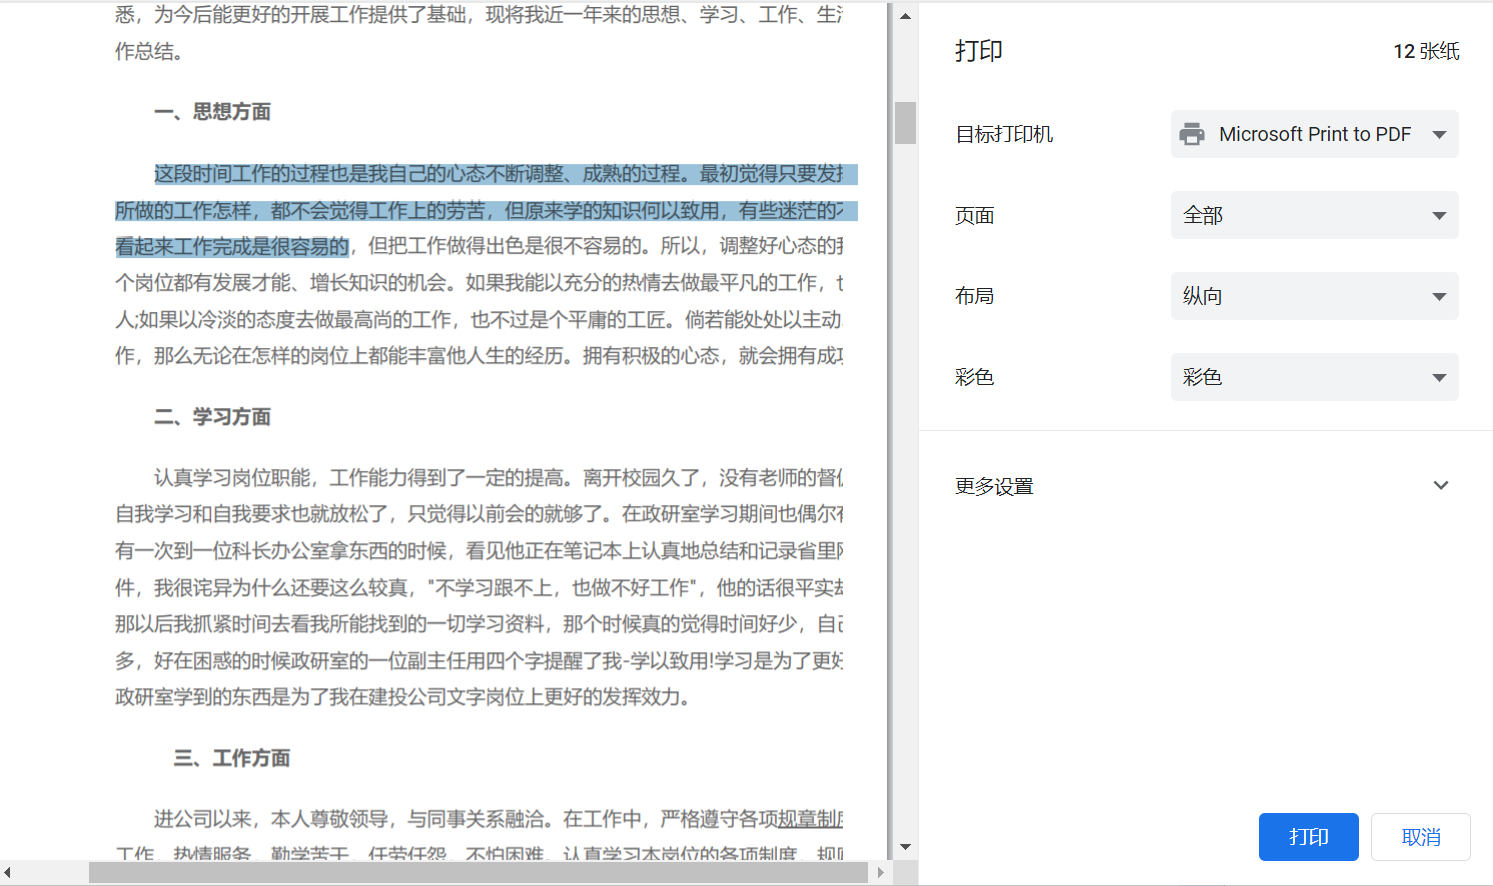 悉，为今后能更好的开展工作提供了基础，现将我近一年来的思想、学习、工作、生
作总结。
一、思想方面
这段时间工作的过程也是我自己的心态不断调整、成熟的过程。最初觉得只要发
所做的工作怎样，都不会觉得工作上的劳苦，但原来学的知识何以致用，有些迷茫的
看起来工作完成是很容易的，但把工作做得出色是很不容易的。所以，调整好心态的我
个岗位都有发展才能、增长知识的机会。如果我能以充分的热情去做最平凡的工作，
人;如果以冷淡的态度去做最高尚的工作，也不过是个平庸的工匠。倘若能处处以主动
作，那么无论在怎样的岗位上都能丰富他人生的经历。拥有积极的心态，就会拥有成功
二、学习方面
认真学习岗位职能，工作能力得到了一定的提高。离开校园久了，没有老师的督促
自我学习和自我要求也就放松了，只觉得以前会的就够了。在政研室学习期间也偶尔有
有一次到一位科长办公室拿东西的时候，看见他正在笔记本上认真地总结和记录省里
件，我很诧异为什么还要这么较真，"不学习跟不上，也做不好工作"，他的话很平实却
那以后我抓紧时间去看我所能找到的一切学习资料，那个时候真的觉得时间好少，自己
多，好在困惑的时候政研室的一位副主任用四个字提醒了我-学以致用!学习是为了更好
政研室学到的东西是为了我在建投公司文字岗位上更好的发挥效力。
三、工作方面
进公司以来，本人尊敬领导，与同事关系融洽。在工作中，严格遵守各项规章制度
工作，热情服务，勤学苦干，任劳任怨，不怕困难。认真学习本岗位的各项制度、规则
打印
12 张纸
目标打印机
Microsoft Print to PDF
页面
全部
布局
纵向
彩色
彩色
更多设置
打印
取消